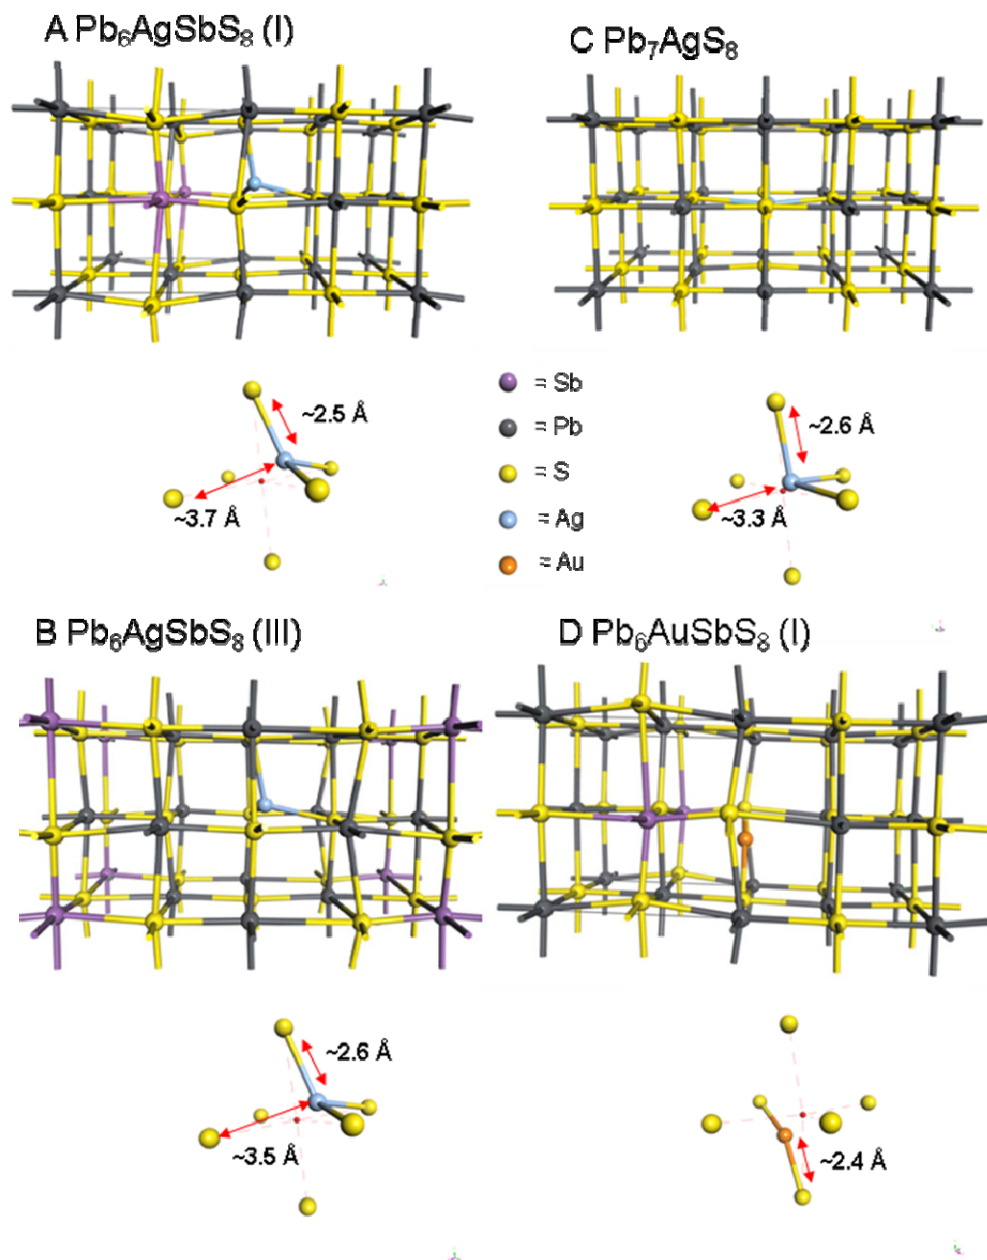 A Pb₆AgSbS₈ (I)
C Pb₇AgS₈
~2.5 Å
~3.7 Å
= Sb
= Pb
= S
= Ag
= Au
~2.6 Å
~3.3 Å
B Pb₆AgSbS₈ (III)
D Pb₆AuSbS₈ (I)
~2.6 Å
~3.5 Å
~2.4 Å